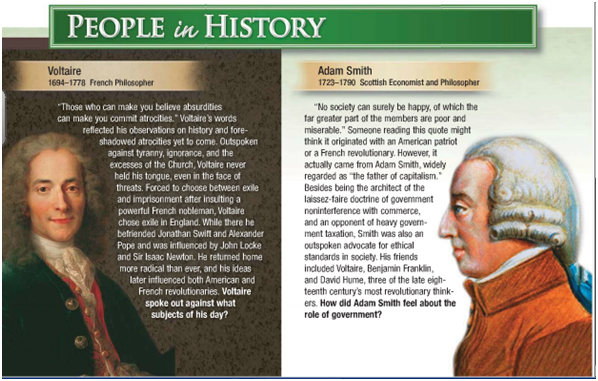 PEOPLE in HISTORY
Voltaire
1694–1778 French Philosopher
“Those who can make you believe absurdities
can make you commit atrocities.” Voltaire’s words
reflected his observations on history and fore-
shadowed atrocities yet to come. Outspoken
against tyranny, ignorance, and the
excesses of the Church, Voltaire never
held his tongue, even in the face of
threats. Forced to choose between exile
and imprisonment after insulting a
powerful French nobleman, Voltaire
chose exile in England. While there he
befriended Jonathan Swift and Alexander
Pope and was influenced by John Locke
and Sir Isaac Newton. He returned home
more radical than ever, and his ideas
later influenced both American and
French revolutionaries. Voltaire
spoke out against what
subjects of his day?
Adam Smith
1723–1790 Scottish Economist and Philosopher
“No society can surely be happy, of which the
far greater part of the members are poor and
miserable.” Someone reading this quote might
think it originated with an American patriot
or a French revolutionary. However, it
actually came from Adam Smith, widely
regarded as “the father of capitalism.”
Besides being the architect of the
laissez-faire doctrine of government
noninterference with commerce,
and an opponent of heavy govern-
ment taxation, Smith was also an
outspoken advocate for ethical
standards in society. His friends
included Voltaire, Benjamin Franklin,
and David Hume, three of the late eigh-
teenth century’s most revolutionary think-
ers. How did Adam Smith feel about the
role of government?